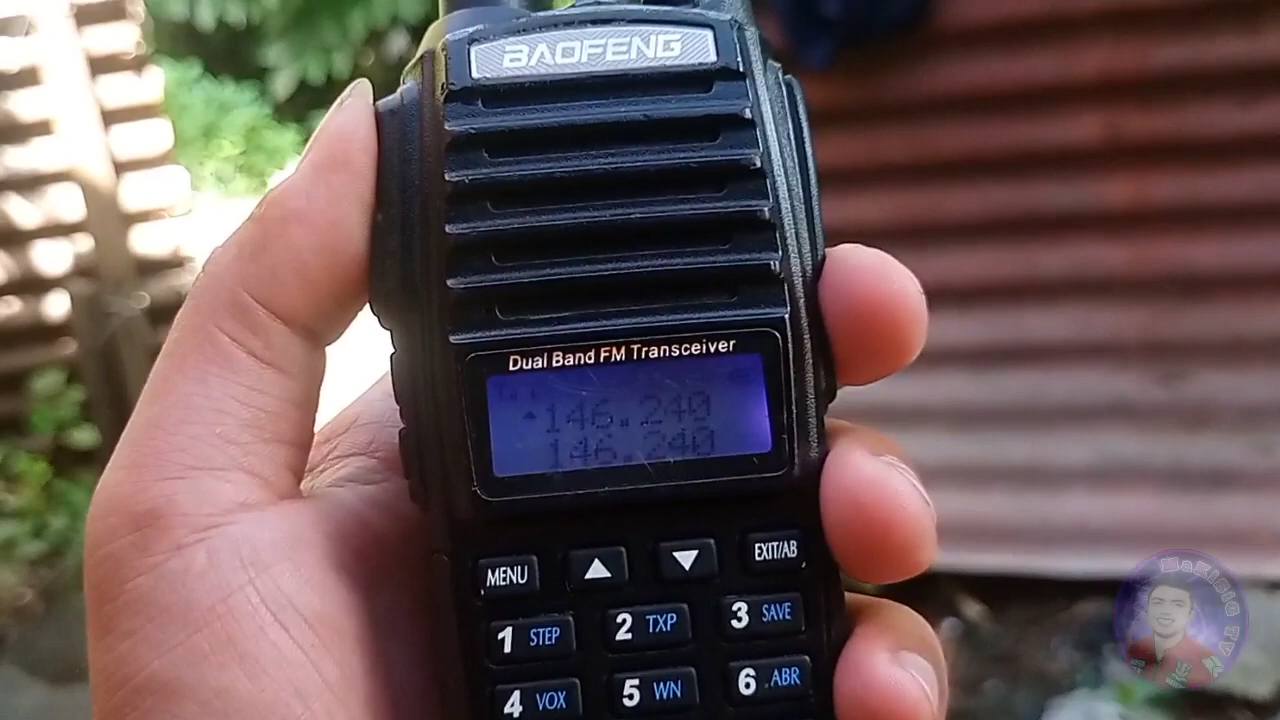 BAOFENG
Dual Band FM Transceiver
146.240
146.240
MENU ▲ ▼ EXIT/AB
1 STEP 2 TXP 3 SAVE
4 VOX 5 WN 6 .ABR